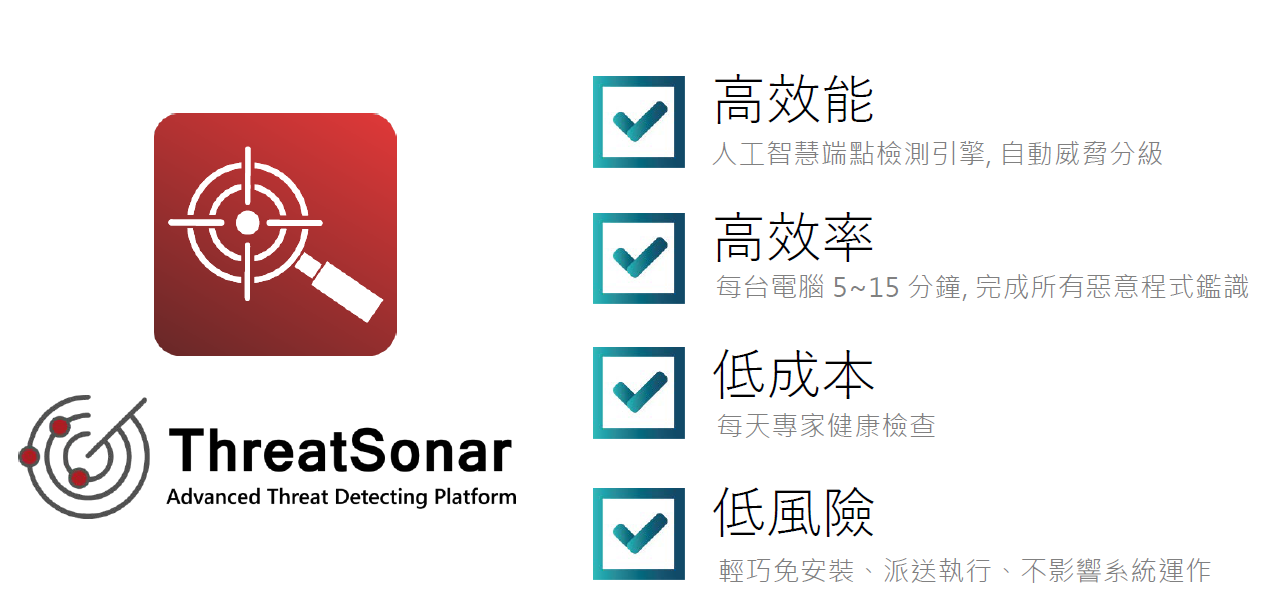 ThreatSonar
Advanced Threat Detecting Platform
高效能
人工智慧端點檢測引擎, 自動威脅分級
高效率
每台電腦 5~15 分鐘, 完成所有惡意程式鑑識
低成本
每天專家健康檢查
低風險
輕巧免安裝、派送執行、不影響系統運作